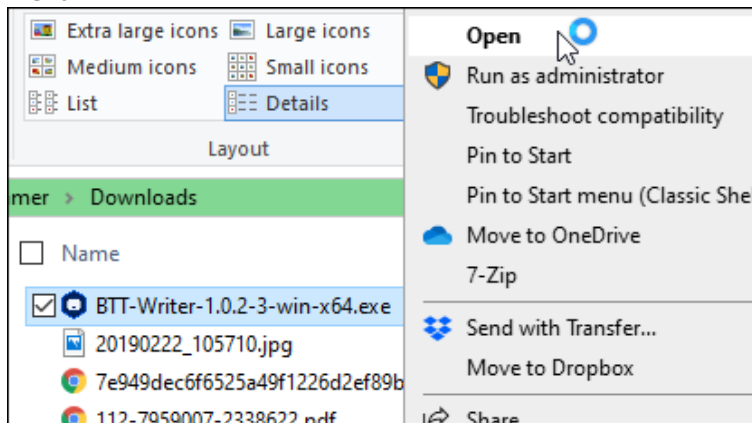 Extra large icons Large icons
Medium icons Small icons
List Details
Layout
mer > Downloads
Name
BTT-Writer-1.0.2-3-win-x64.exe
20190222_105710.jpg
7e949dec6f6525a49f1226d2ef89b
112-7959007-2338622.pdf
Open
Run as administrator
Troubleshoot compatibility
Pin to Start
Pin to Start menu (Classic She
Move to OneDrive
7-Zip
Send with Transfer...
Move to Dropbox
Share